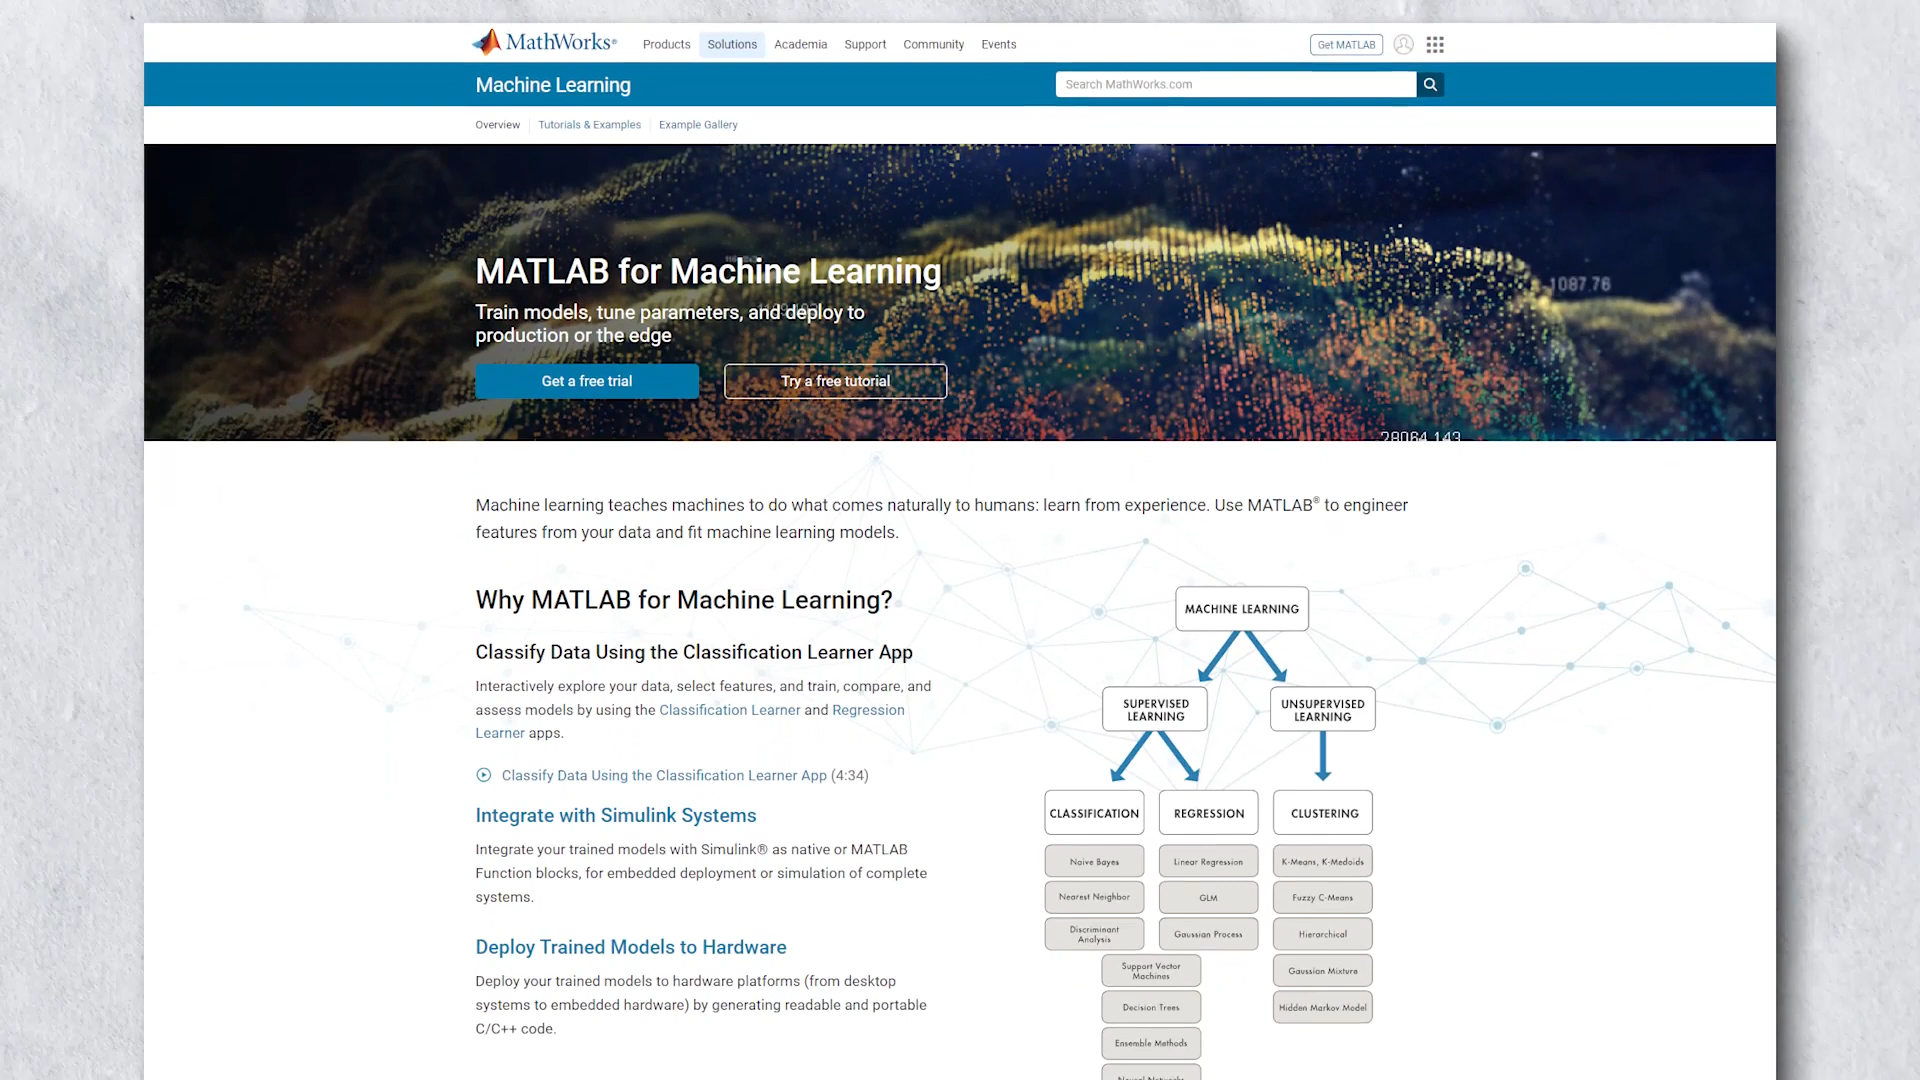 MathWorks®
Products
Solutions
Academia
Support
Community
Events
Get MATLAB
Machine Learning
Search MathWorks.com
Overview
Tutorials & Examples
Example Gallery
MATLAB for Machine Learning
Train models, tune parameters, and deploy to
production or the edge
Get a free trial
Try a free tutorial
1087.76
28064.143
Machine learning teaches machines to do what comes naturally to humans: learn from experience. Use MATLAB® to engineer
features from your data and fit machine learning models.
Why MATLAB for Machine Learning?
Classify Data Using the Classification Learner App
Interactively explore your data, select features, and train, compare, and
assess models by using the Classification Learner and Regression
Learner apps.
Classify Data Using the Classification Learner App (4:34)
Integrate with Simulink Systems
Integrate your trained models with Simulink® as native or MATLAB
Function blocks, for embedded deployment or simulation of complete
systems.
Deploy Trained Models to Hardware
Deploy your trained models to hardware platforms (from desktop
systems to embedded hardware) by generating readable and portable
C/C++ code.
MACHINE LEARNING
SUPERVISED
LEARNING
UNSUPERVISED
LEARNING
CLASSIFICATION
REGRESSION
CLUSTERING
Naive Bayes
Linear Regression
K-Means, K-Medoids
Nearest Neighbor
GLM
Fuzzy C-Means
Discriminant
Analysis
Gaussian Process
Hierarchical
Support Vector
Machines
Gaussian Mixture
Decision Trees
Hidden Markov Model
Ensemble Methods
Neural Networks